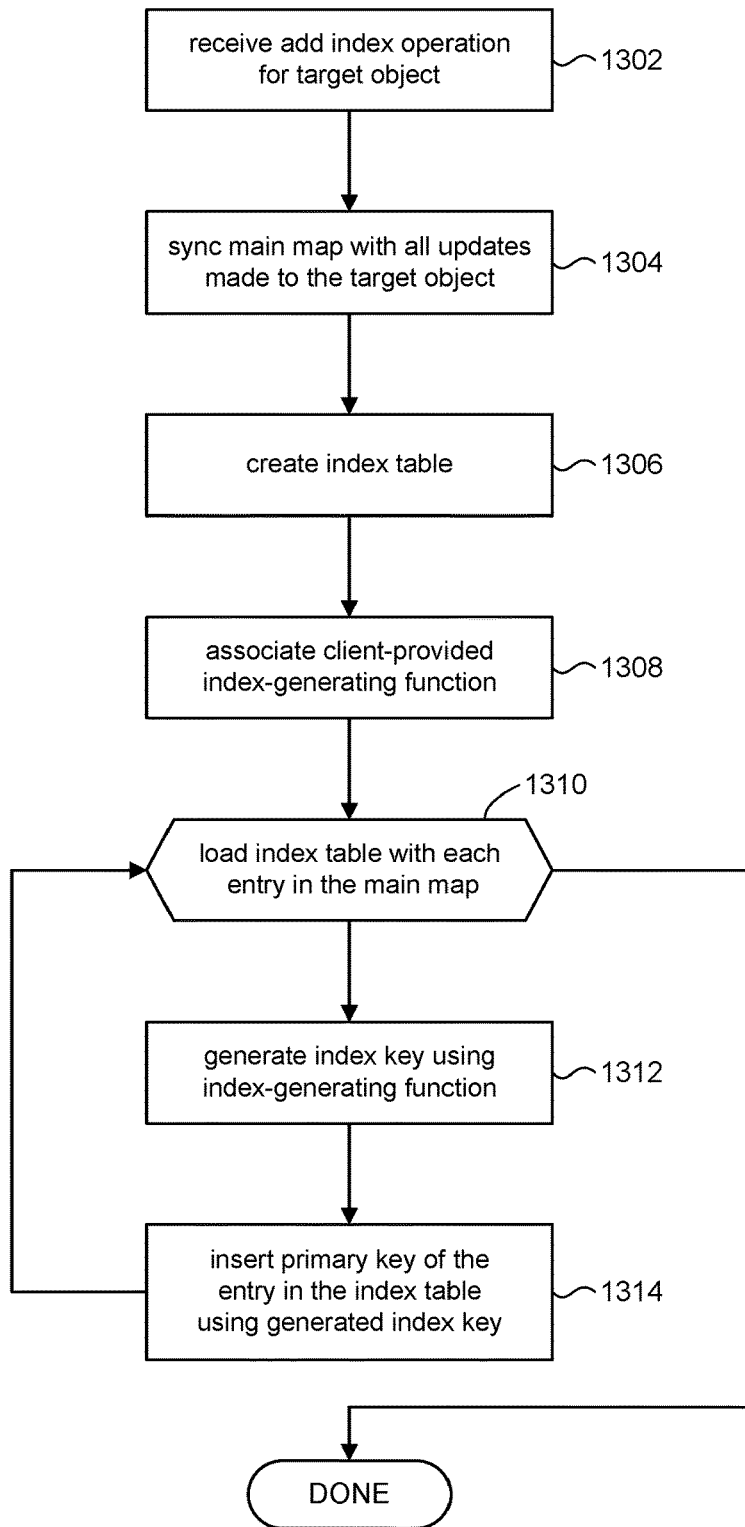 receive add index operation
for target object
1302
sync main map with all updates
made to the target object
1304
create index table
1306
associate client-provided
index-generating function
1308
1310
load index table with each
entry in the main map
generate index key using
index-generating function
1312
insert primary key of the
entry in the index table
using generated index key
1314
DONE